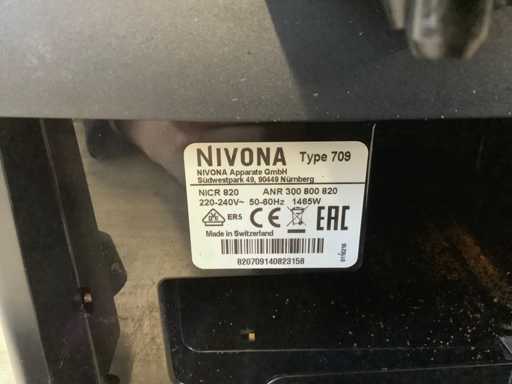 NIVONA Type 709
NIVONA Apparate GmbH
Südwestpark 49, 90449 Nürnberg
NICR 820 ANR 300 800 820
220-240V~ 50-60Hz 1465W
ER5 CE EAC
Made in Switzerland
820709140823158